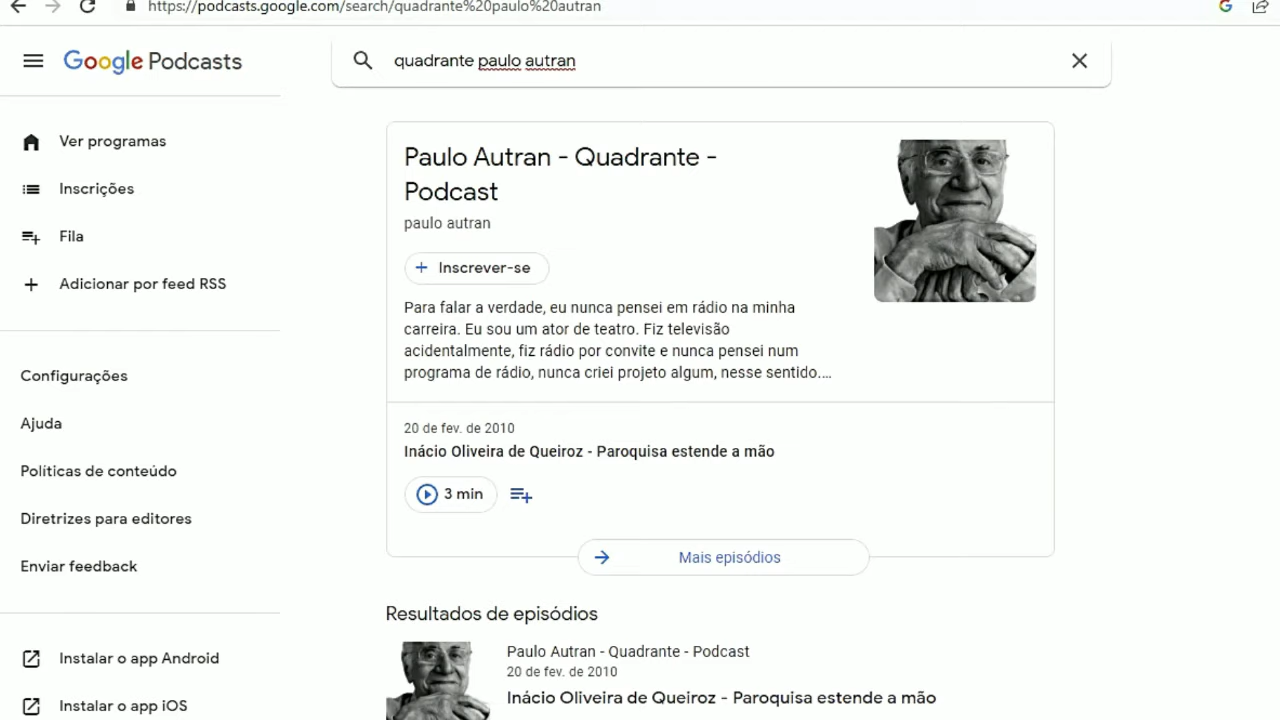 https://podcasts.google.com/search/quadrante%20paulo%20autran
Google Podcasts
quadrante paulo autran
Ver programas
Inscrições
Fila
Adicionar por feed RSS
Configurações
Ajuda
Políticas de conteúdo
Diretrizes para editores
Enviar feedback
Instalar o app Android
Instalar o app iOS
Paulo Autran - Quadrante -
Podcast
paulo autran
Inscrever-se
Para falar a verdade, eu nunca pensei em rádio na minha
carreira. Eu sou um ator de teatro. Fiz televisão
acidentalmente, fiz rádio por convite e nunca pensei num
programa de rádio, nunca criei projeto algum, nesse sentido....
20 de fev. de 2010
Inácio Oliveira de Queiroz - Paroquisa estende a mão
3 min
Mais episódios
Resultados de episódios
Paulo Autran - Quadrante - Podcast
20 de fev. de 2010
Inácio Oliveira de Queiroz - Paroquisa estende a mão